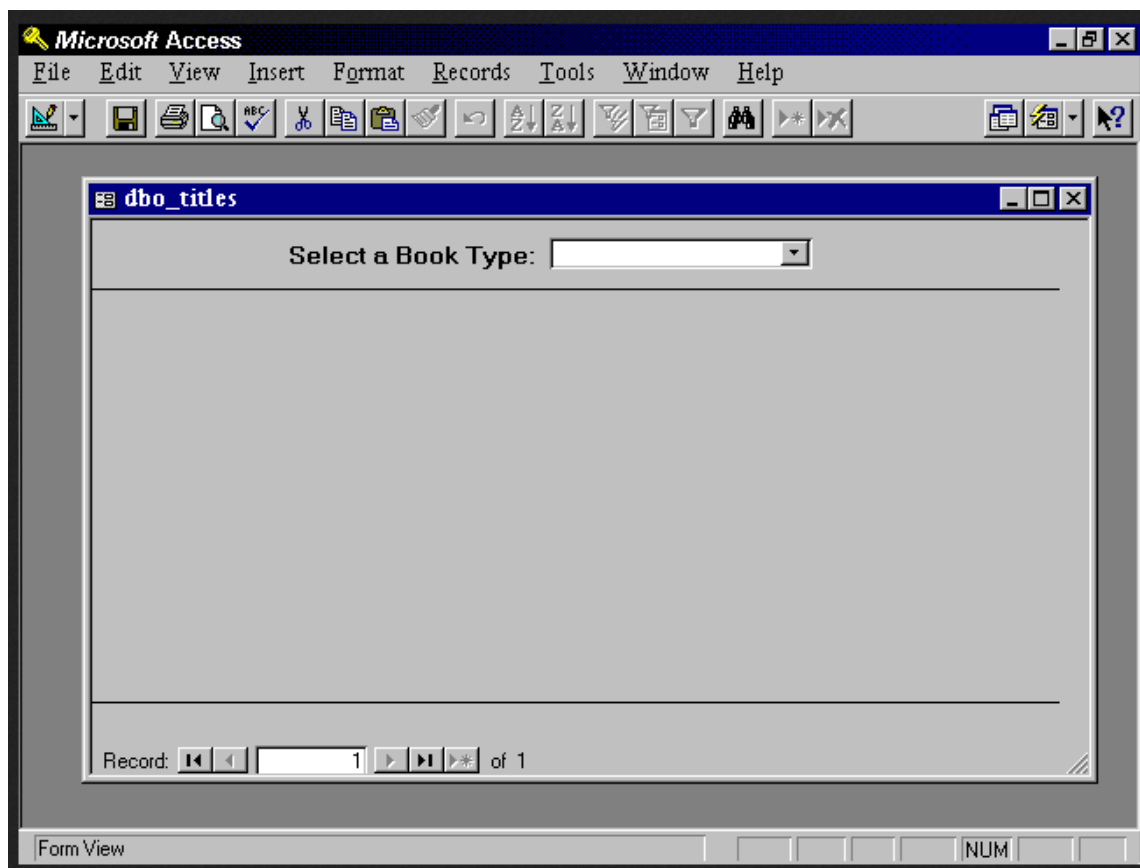 Microsoft Access
File Edit View Insert Format Records Tools Window Help
ABC
A Z Z A
?
dbo_titles
Select a Book Type:
Record: 1 of 1
Form View NUM